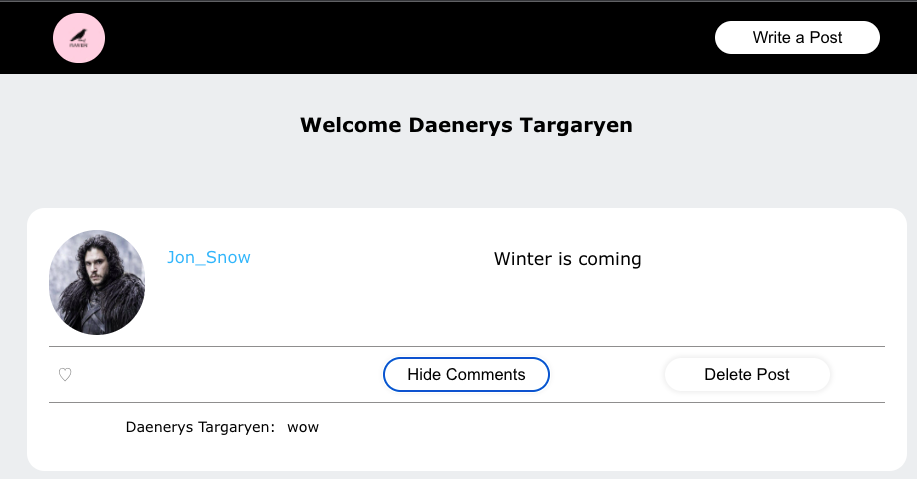 Write a Post
Welcome Daenerys Targaryen
Jon_Snow
Winter is coming
♡
Hide Comments
Delete Post
Daenerys Targaryen: wow